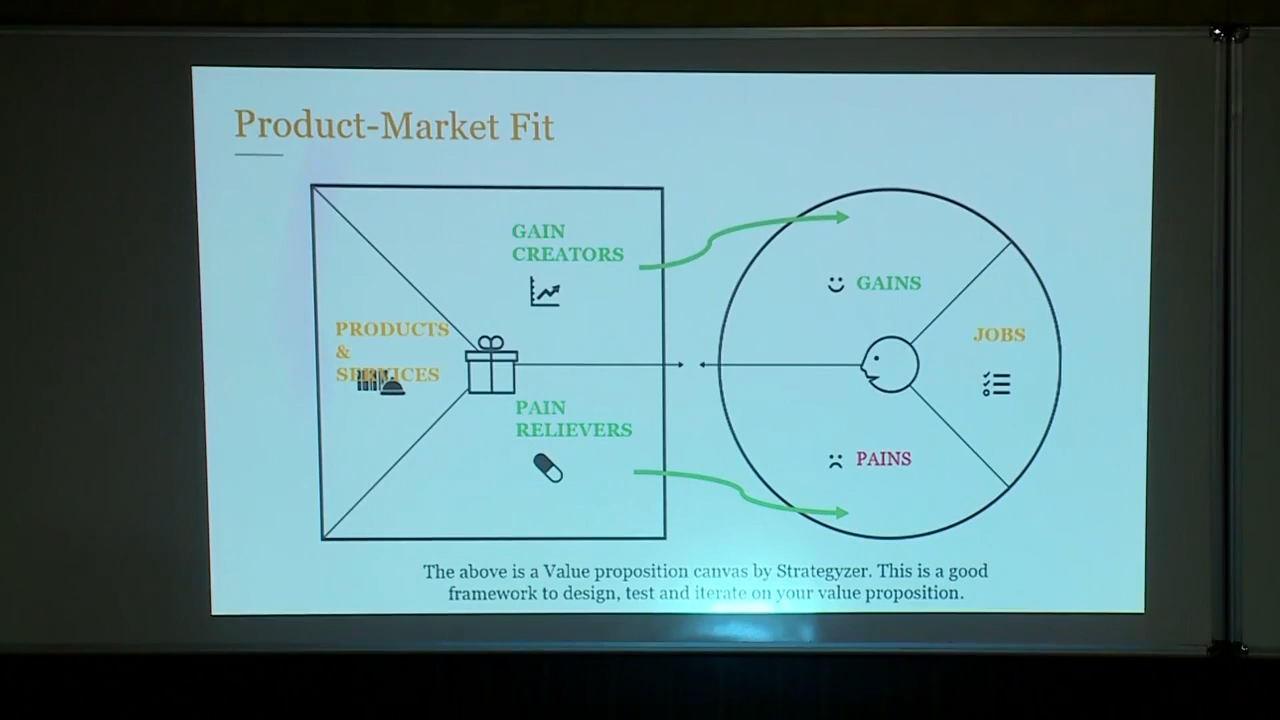 Product-Market Fit
GAIN
CREATORS
PRODUCTS
&
SERVICES
PAIN
RELIEVERS
GAINS
JOBS
PAINS
The above is a Value proposition canvas by Strategyzer. This is a good
framework to design, test and iterate on your value proposition.